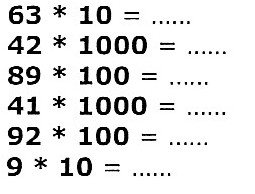 63 * 10 = ......
42 * 1000 = ......
89 * 100 = ......
41 * 1000 = ......
92 * 100 = ......
9 * 10 = ......